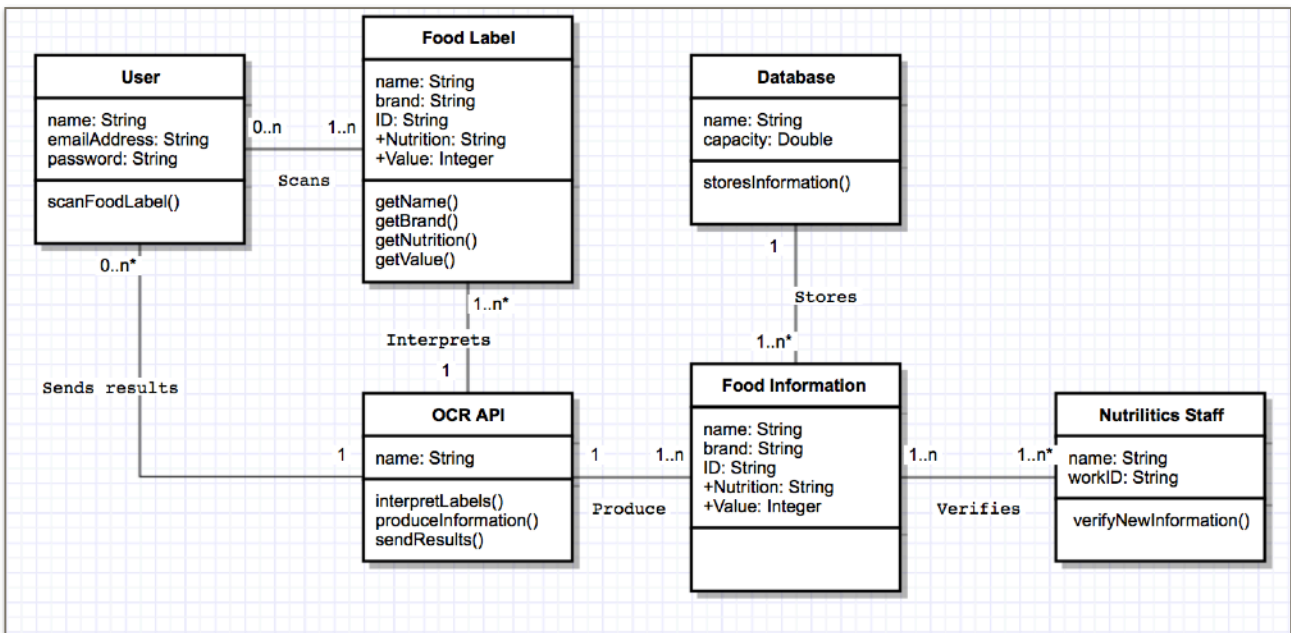 User
name: String
emailAddress: String
password: String
scanFoodLabel()
0..n
1..n
Scans
Food Label
name: String
brand: String
ID: String
+Nutrition: String
+Value: Integer
getName()
getBrand()
getNutrition()
getValue()
Database
name: String
capacity: Double
storesInformation()
0..n*
Sends results
1
1..n*
Interprets
1
1
Stores
1..n*
OCR API
name: String
interpretLabels()
produceInformation()
sendResults()
1
1..n
Produce
Food Information
name: String
brand: String
ID: String
+Nutrition: String
+Value: Integer
1..n
1..n*
Verifies
Nutrilitics Staff
name: String
workID: String
verifyNewInformation()